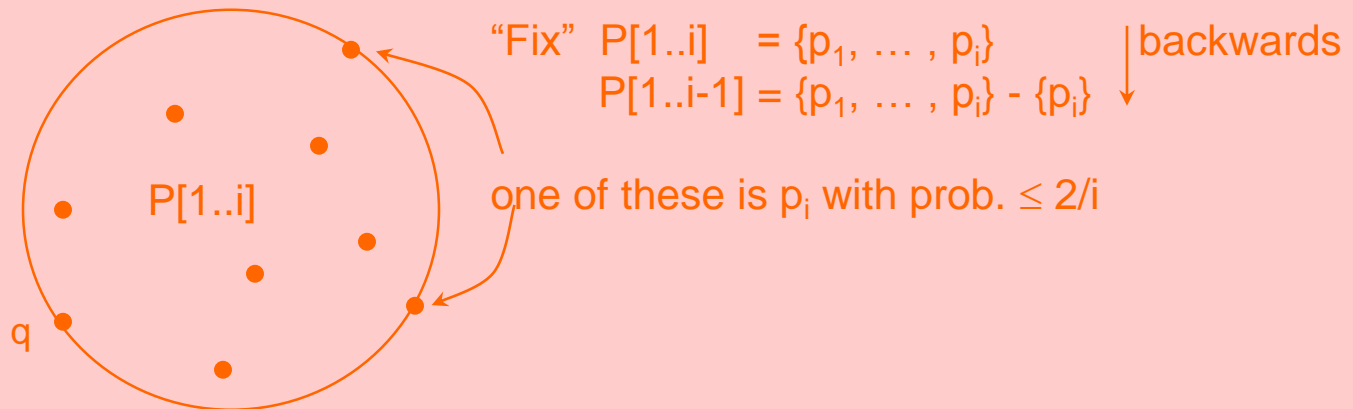 “Fix” P[1..i] = {p₁, … , pᵢ} backwards
P[1..i-1] = {p₁, … , pᵢ} - {pᵢ}
P[1..i] one of these is pᵢ with prob. ≤ 2/i
q